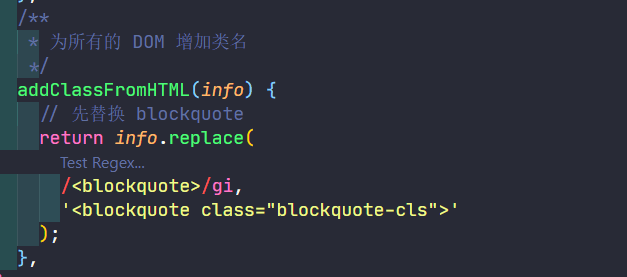 /**
 * 为所有的 DOM 增加类名
 */
addClassFromHTML(info) {
  // 先替换 blockquote
  return info.replace(
    Test Regex...
    /<blockquote>/gi,
    '<blockquote class="blockquote-cls">'
  );
},